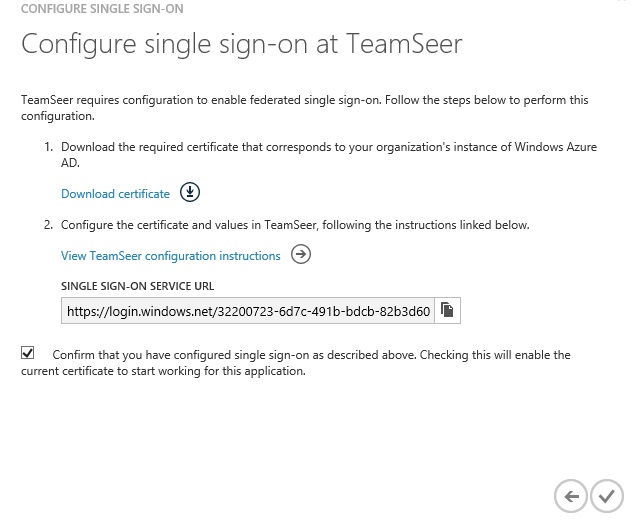 CONFIGURE SINGLE SIGN-ON
Configure single sign-on at TeamSeer
TeamSeer requires configuration to enable federated single sign-on. Follow the steps below to perform this
configuration.
1. Download the required certificate that corresponds to your organization's instance of Windows Azure
AD.
Download certificate
2. Configure the certificate and values in TeamSeer, following the instructions linked below.
View TeamSeer configuration instructions
SINGLE SIGN-ON SERVICE URL
https://login.windows.net/32200723-6d7c-491b-bdcb-82b3d60
Confirm that you have configured single sign-on as described above. Checking this will enable the
current certificate to start working for this application.